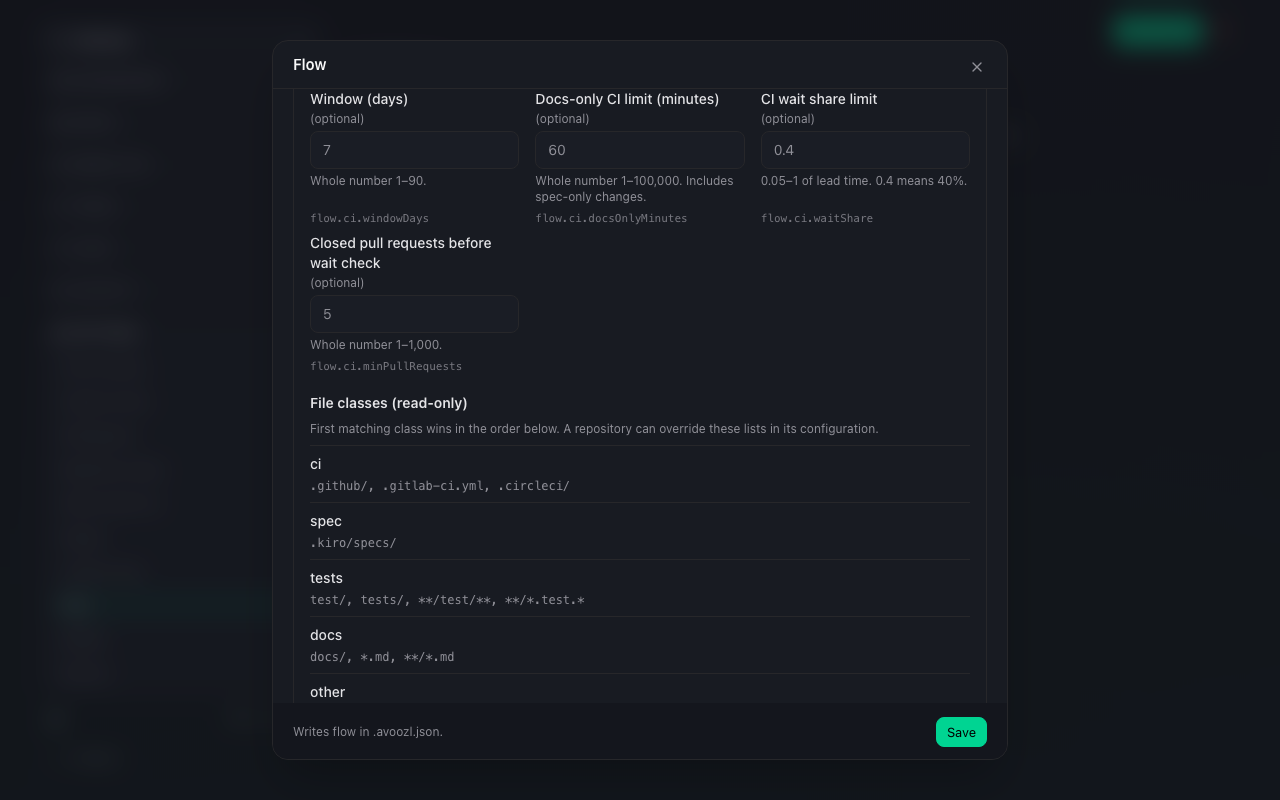 Flow
Window (days)
(optional)
7
Whole number 1–90.
flow.ci.windowDays
Docs-only CI limit (minutes)
(optional)
60
Whole number 1–100,000. Includes
spec-only changes.
flow.ci.docsOnlyMinutes
CI wait share limit
(optional)
0.4
0.05–1 of lead time. 0.4 means 40%.
flow.ci.waitShare
Closed pull requests before
wait check
(optional)
5
Whole number 1–1,000.
flow.ci.minPullRequests
File classes (read-only)
First matching class wins in the order below. A repository can override these lists in its configuration.
ci
.github/, .gitlab-ci.yml, .circleci/
spec
.kiro/specs/
tests
test/, tests/, **/test/**, **/*.test.*
docs
docs/, *.md, **/*.md
other
Writes flow in .avoozl.json.
Save